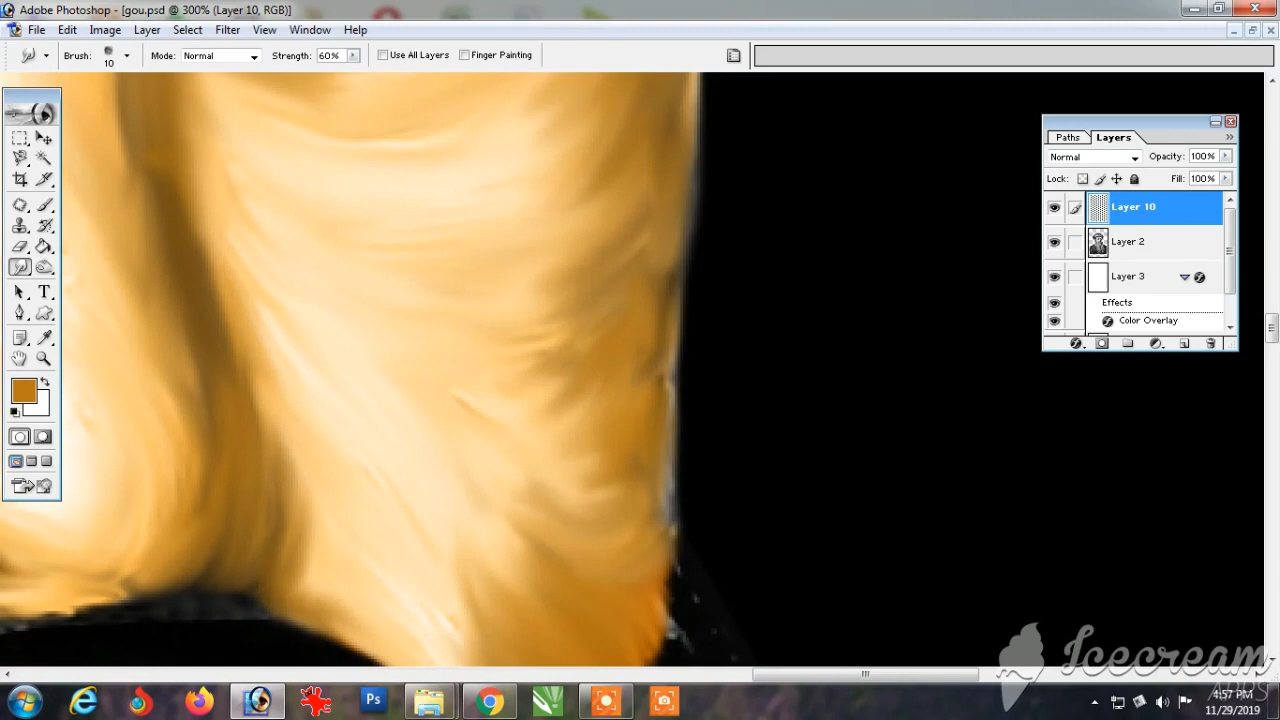 Adobe Photoshop - [gou.psd @ 300% (Layer 10, RGB)]
File Edit Image Layer Select Filter View Window Help
Brush: 10 Mode: Normal Strength: 60% Use All Layers Finger Painting
Paths Layers
Normal Opacity: 100%
Lock: Fill: 100%
Layer 10
Layer 2
Layer 3
Effects
Color Overlay
T
Icecream
APPS
Ps
4:57 PM
11/29/2019